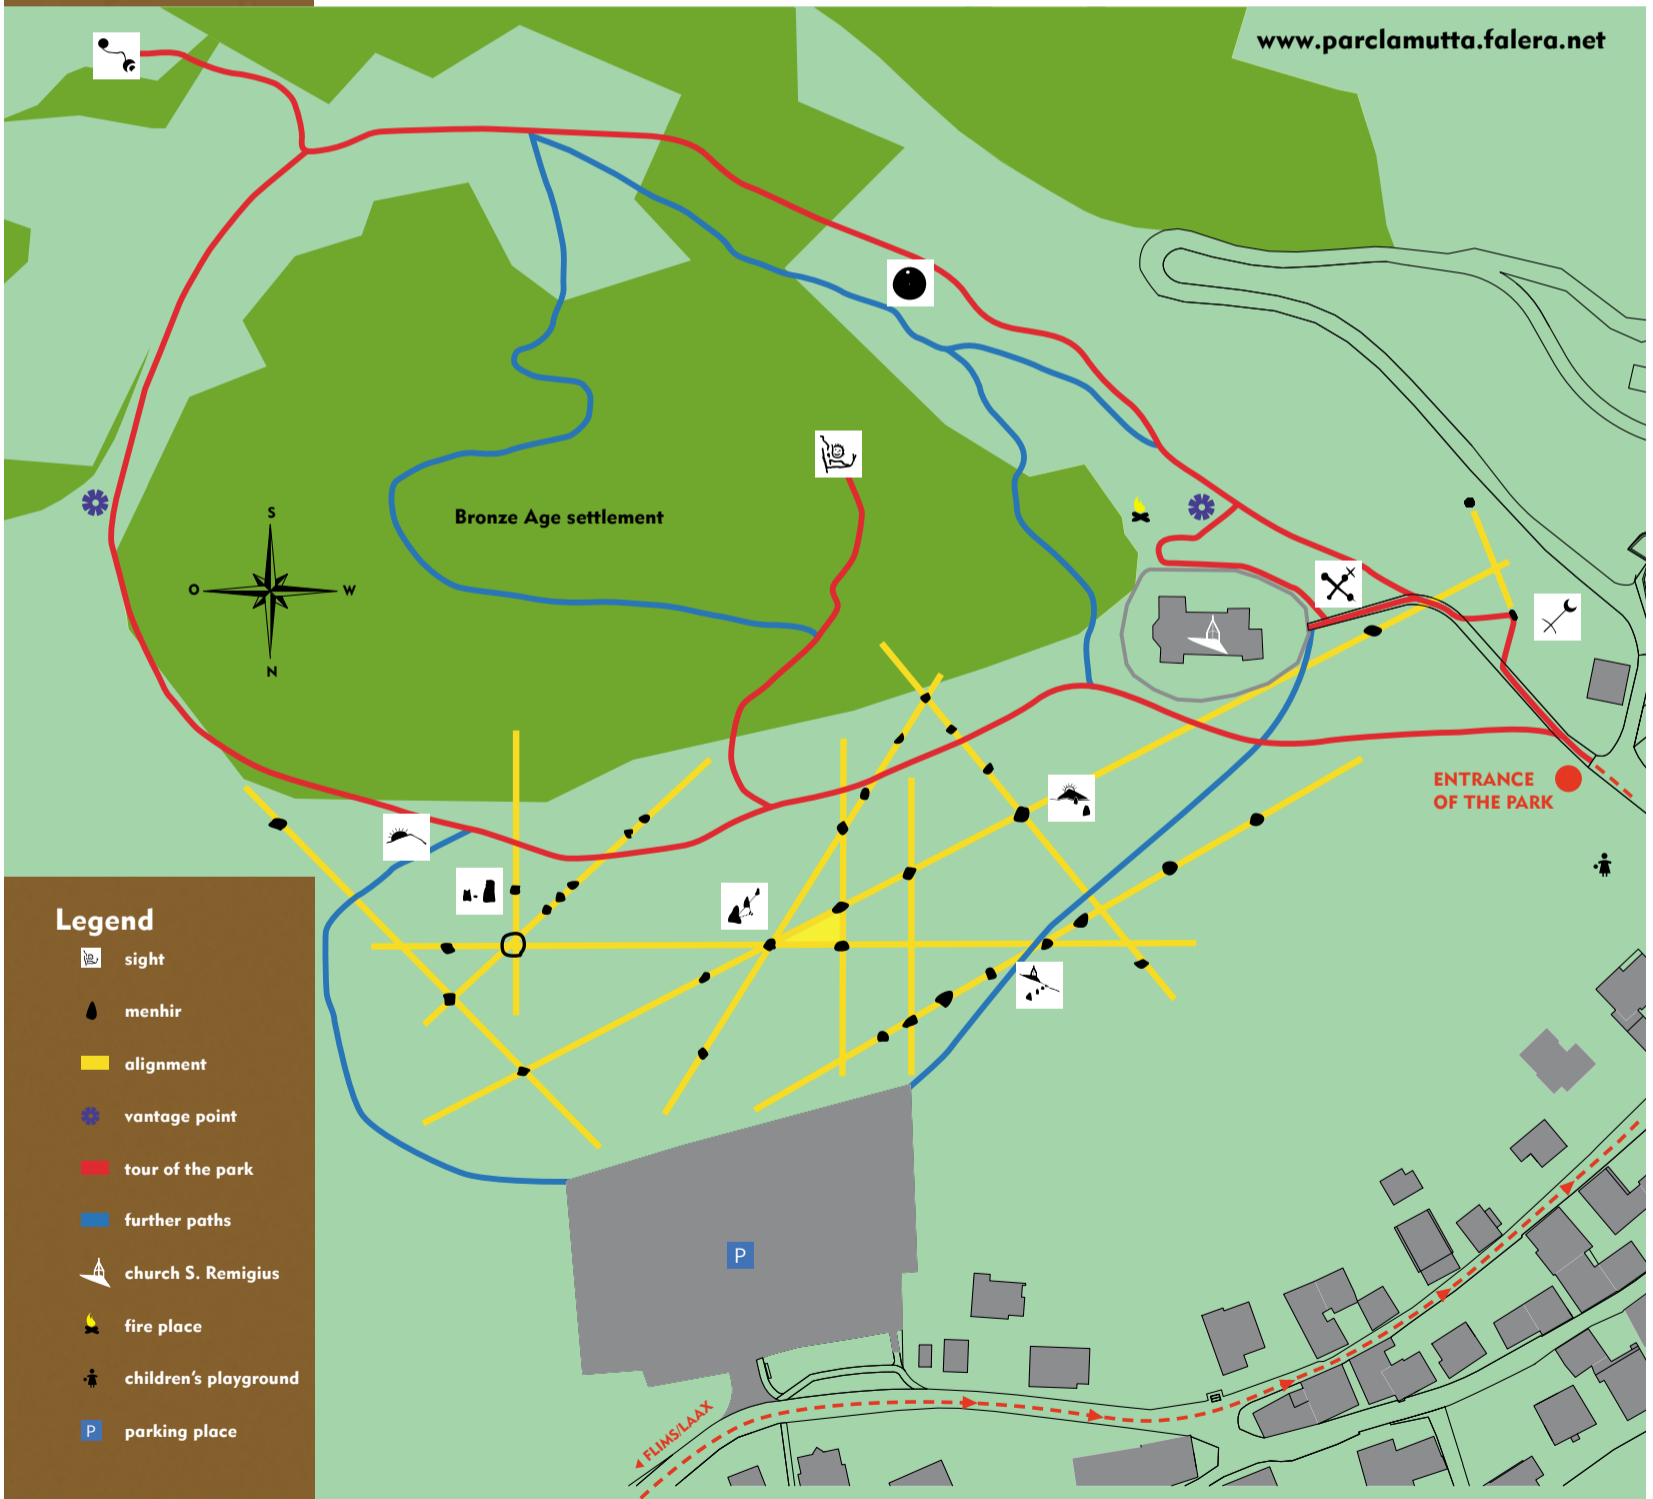 www.parclamutta.falera.net
S
O
W
N
Bronze Age settlement
ENTRANCE
OF THE PARK
Legend
sight
menhir
alignment
vantage point
tour of the park
further paths
church S. Remigius
fire place
children's playground
P
parking place
P
FLIMS/LAAX